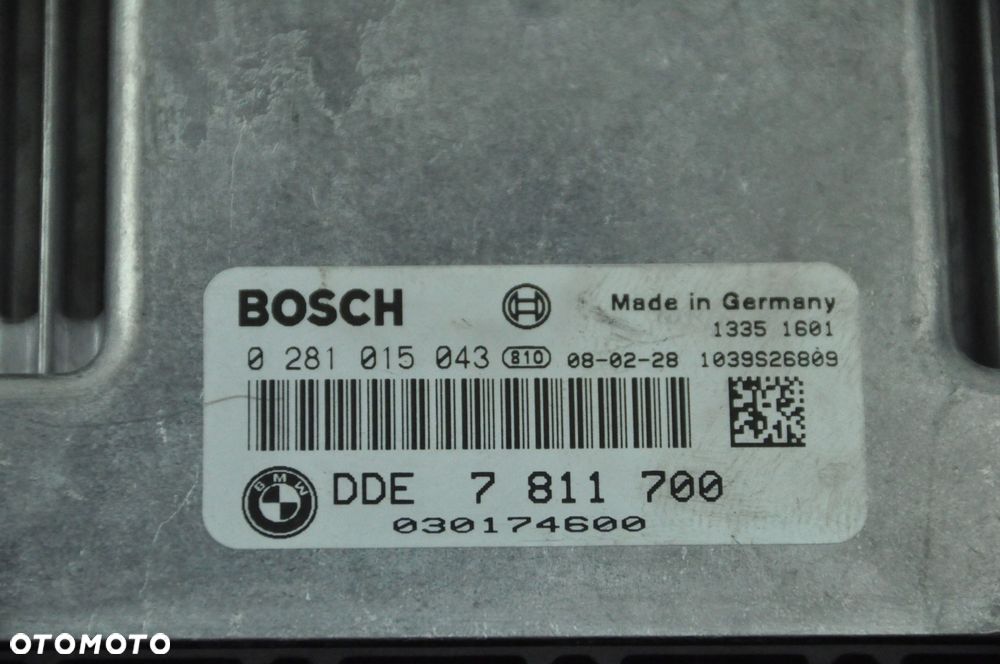 BOSCH
Made in Germany
1335 1601
0 281 015 043 810 08-02-28 1039S26809
BMW
DDE 7 811 700
030174600
OTOMOTO